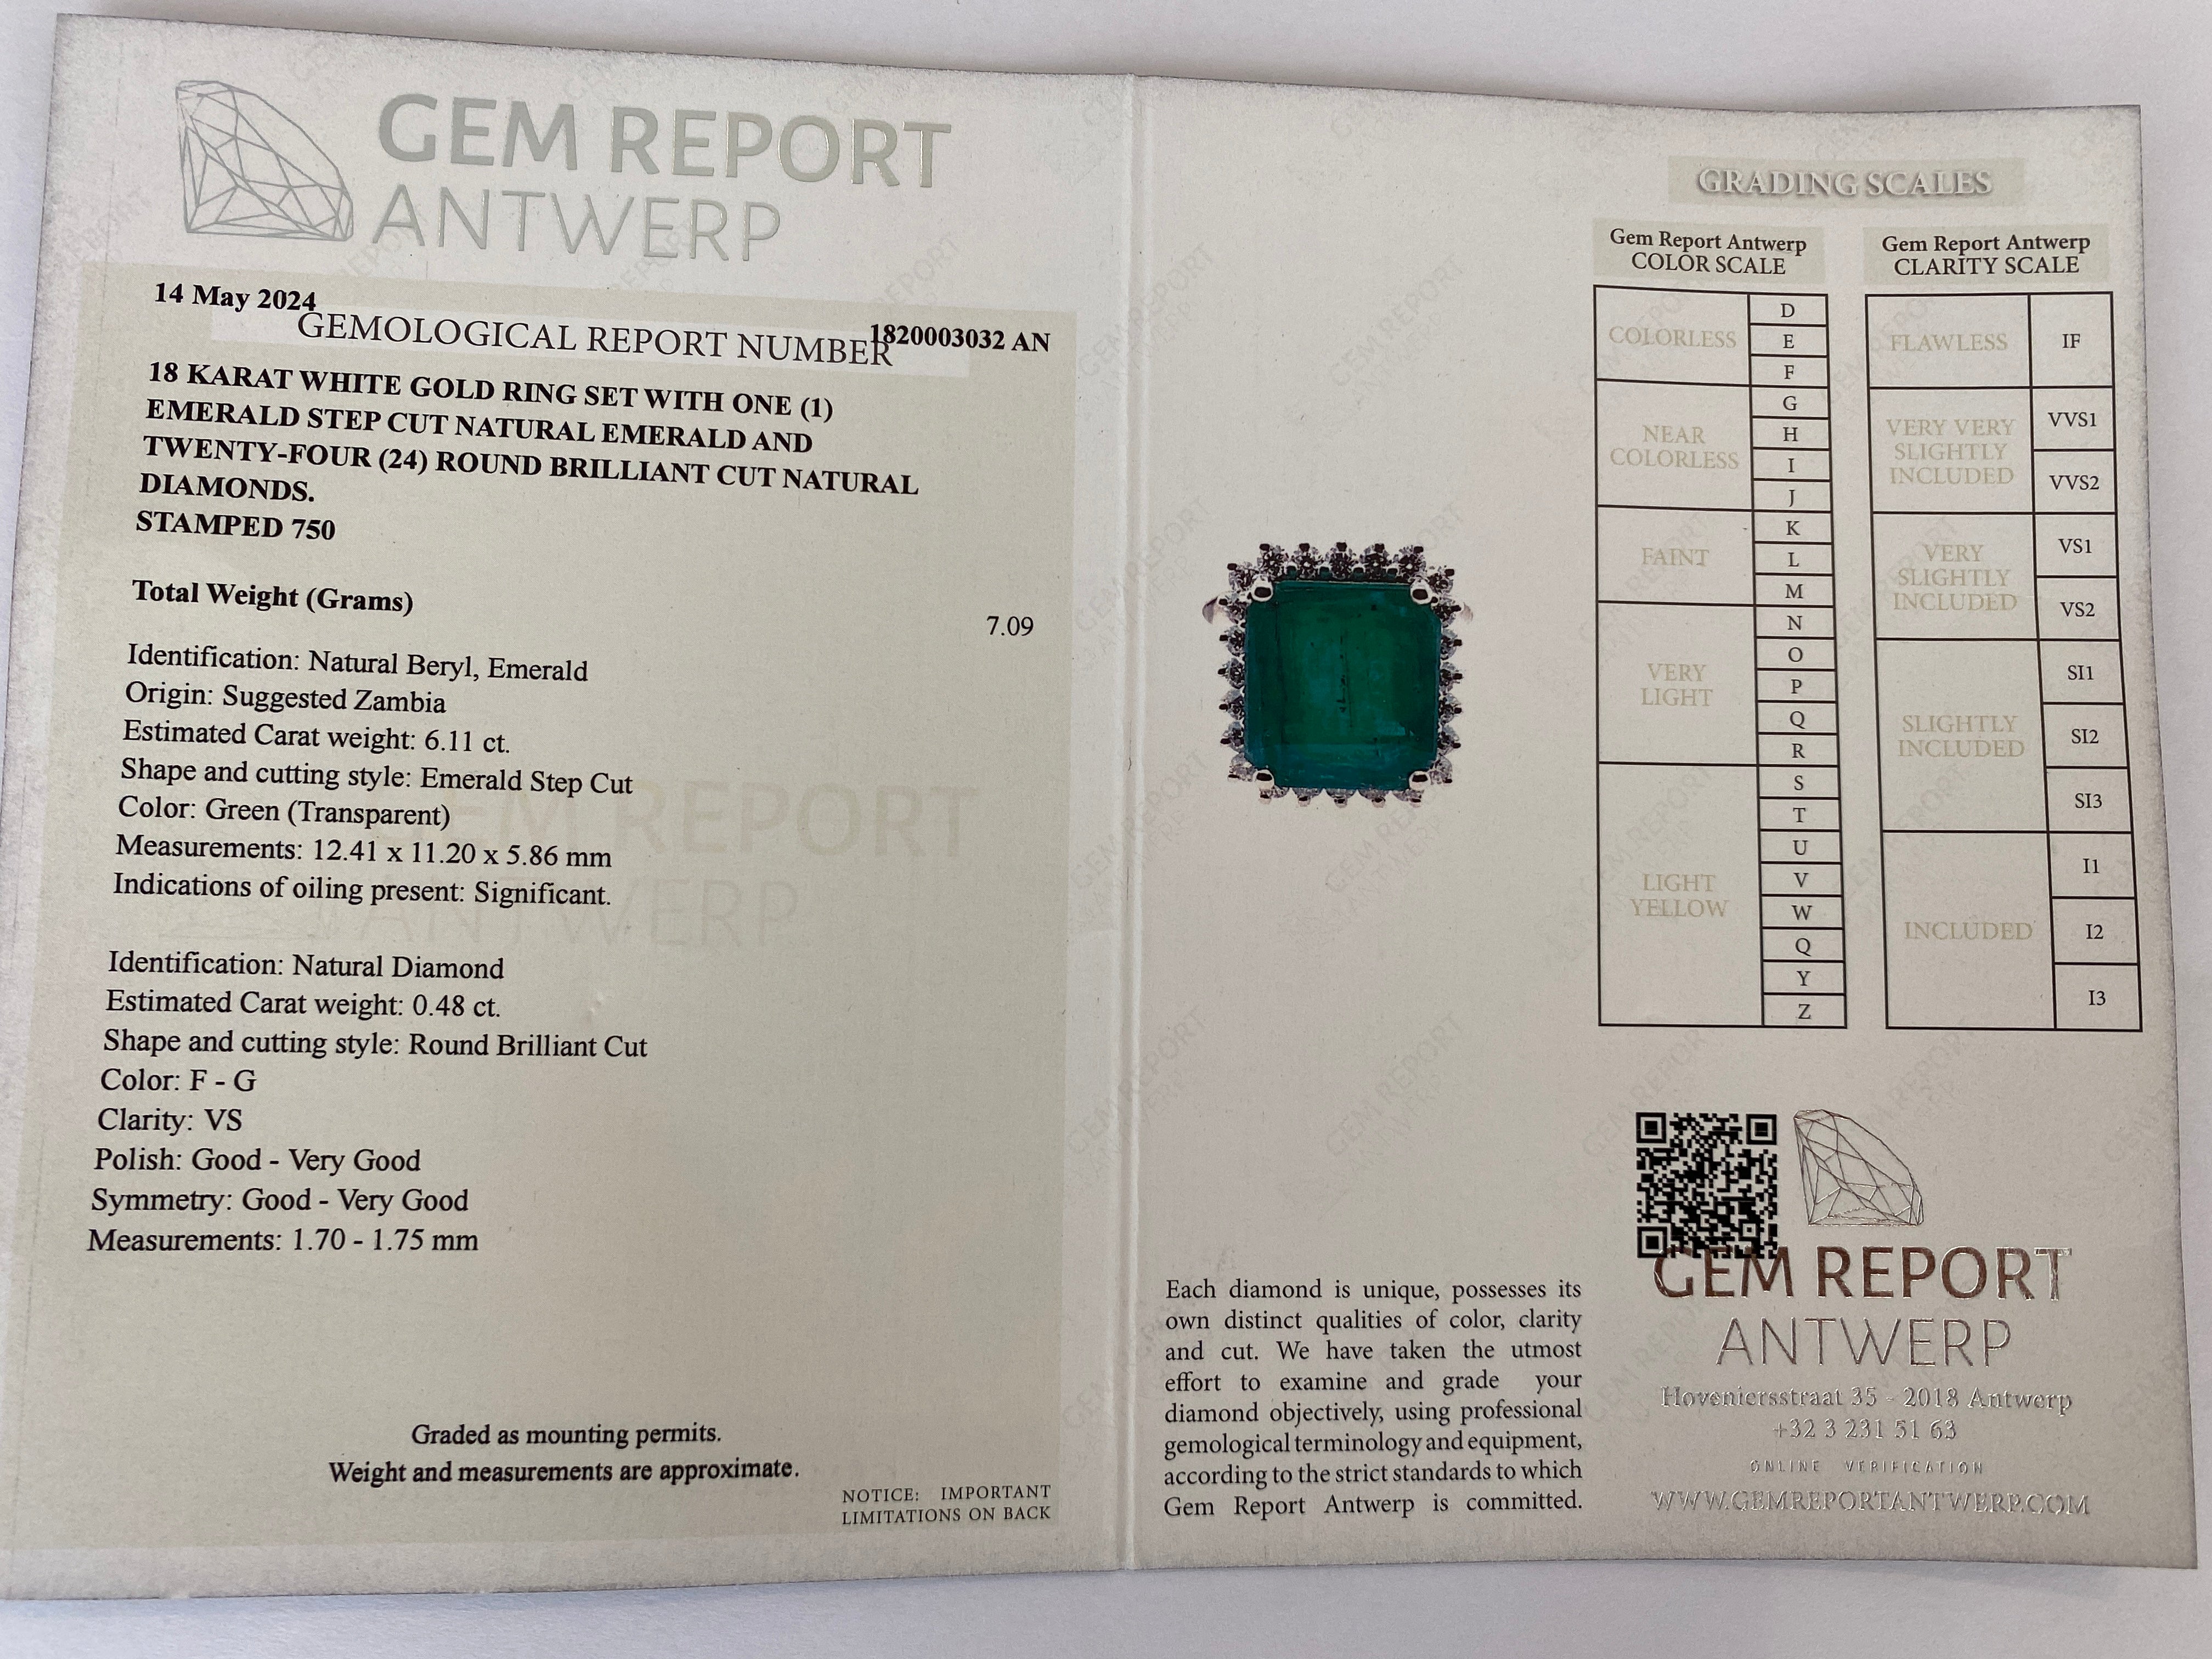 GEM REPORT
ANTWERP
14 May 2024
GEMOLOGICAL REPORT NUMBER
1820003032 AN
18 KARAT WHITE GOLD RING SET WITH ONE (1)
EMERALD STEP CUT NATURAL EMERALD AND
TWENTY-FOUR (24) ROUND BRILLIANT CUT NATURAL
DIAMONDS.
STAMPED 750
Total Weight (Grams)
7.09
Identification: Natural Beryl, Emerald
Origin: Suggested Zambia
Estimated Carat weight: 6.11 ct.
Shape and cutting style: Emerald Step Cut
Color: Green (Transparent)
Measurements: 12.41 x 11.20 x 5.86 mm
Indications of oiling present: Significant.
GEM REPORT
ANTWERP
Identification: Natural Diamond
Estimated Carat weight: 0.48 ct.
Shape and cutting style: Round Brilliant Cut
Color: F - G
Clarity: VS
Polish: Good - Very Good
Symmetry: Good - Very Good
Measurements: 1.70 - 1.75 mm
Graded as mounting permits.
Weight and measurements are approximate.
NOTICE: IMPORTANT
LIMITATIONS ON BACK
Each diamond is unique, possesses its
own distinct qualities of color, clarity
and cut. We have taken the utmost
effort to examine and grade your
diamond objectively, using professional
gemological terminology and equipment,
according to the strict standards to which
Gem Report Antwerp is committed.
GRADING SCALES
Gem Report Antwerp
COLOR SCALE
COLORLESS
D
E
F
NEAR
COLORLESS
G
H
I
J
FAINT
K
L
M
VERY
LIGHT
N
O
P
Q
R
LIGHT
YELLOW
S
T
U
V
W
Q
Y
Z
Gem Report Antwerp
CLARITY SCALE
FLAWLESS
IF
VERY VERY
SLIGHTLY
INCLUDED
VVS1
VVS2
VERY
SLIGHTLY
INCLUDED
VS1
VS2
SLIGHTLY
INCLUDED
SI1
SI2
SI3
INCLUDED
I1
I2
I3
GEM REPORT
ANTWERP
Hoveniersstraat 35 - 2018 Antwerp
+32 3 231 51 63
ONLINE VERIFICATION
WWW.GEMREPORTANTWERP.COM